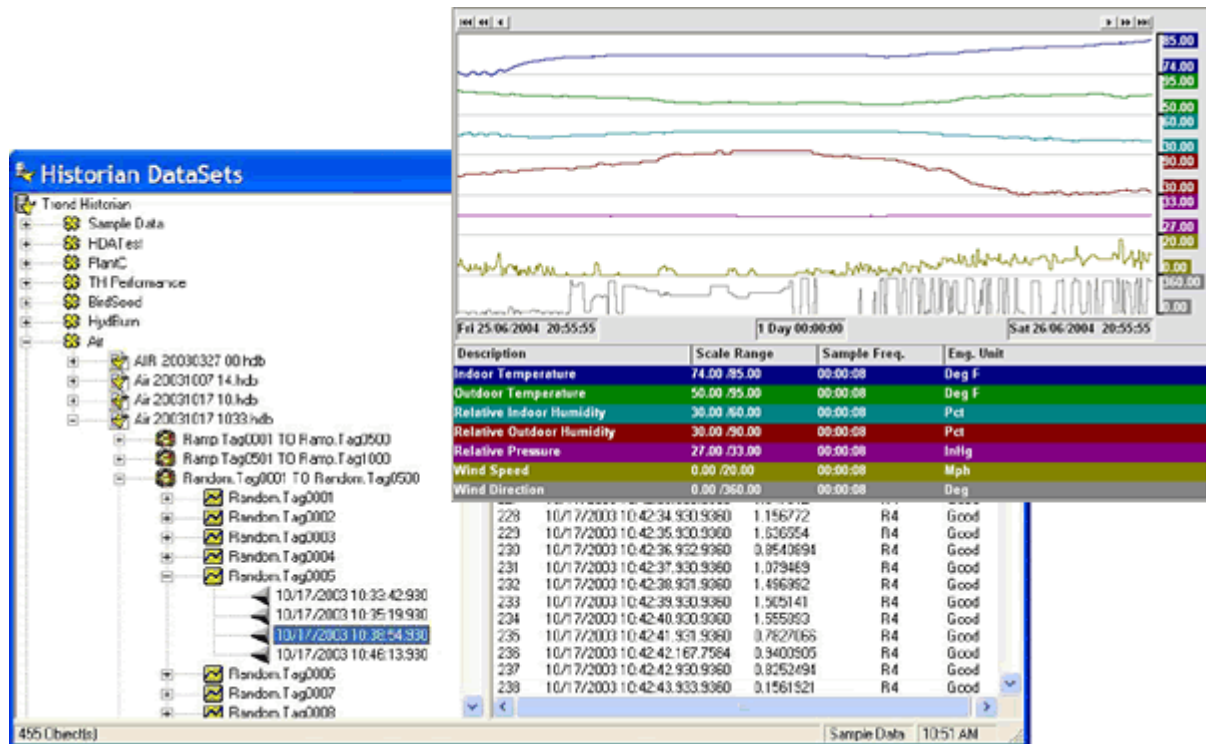 85.00
74.00
95.00
50.00
60.00
30.00
90.00
30.00
33.00
27.00
20.00
0.00
360.00
0.00
Fri 25/06/2004 20:55:55 1 Day 00:00:00 Sat 26/06/2004 20:55:55
Description Scale Range Sample Freq. Eng. Unit
Indoor Temperature 74.00 /85.00 00:00:08 Deg F
Outdoor Temperature 50.00 /95.00 00:00:08 Deg F
Relative Indoor Humidity 30.00 /60.00 00:00:08 Pct
Relative Outdoor Humidity 30.00 /90.00 00:00:08 Pct
Relative Pressure 27.00 /33.00 00:00:08 InHg
Wind Speed 0.00 /20.00 00:00:08 Mph
Wind Direction 0.00 /360.00 00:00:08 Deg
Historian DataSets
Trend Historian
Sample Data
HDATest
PlantC
TH Performance
BirdSeed
HydBurn
Air
AIR 20030327 00.hdb
Air 20031007 14.hdb
Air 20031017 10.hdb
Air 20031017 1033.hdb
Ramp.Tag0001 TO Ramp.Tag0500
Ramp.Tag0501 TO Ramp.Tag1000
Random.Tag0001 TO Random.Tag0500
Random.Tag0001
Random.Tag0002
Random.Tag0003
Random.Tag0004
Random.Tag0005
10/17/2003 10:33:42.930
10/17/2003 10:35:19.930
10/17/2003 10:38:54.930
10/17/2003 10:46:13.930
Random.Tag0006
Random.Tag0007
Random.Tag0008
228 10/17/2003 10:42:34.930.9360 1.156772 R4 Good
229 10/17/2003 10:42:35.930.9360 1.636554 R4 Good
230 10/17/2003 10:42:36.932.9360 0.8540894 R4 Good
231 10/17/2003 10:42:37.930.9360 1.079469 R4 Good
232 10/17/2003 10:42:38.931.9360 1.496992 R4 Good
233 10/17/2003 10:42:39.930.9360 1.505141 R4 Good
234 10/17/2003 10:42:40.930.9360 1.555093 R4 Good
235 10/17/2003 10:42:41.931.9360 0.7827066 R4 Good
236 10/17/2003 10:42:42.167.7584 0.9400905 R4 Good
237 10/17/2003 10:42:42.930.9360 0.8252494 R4 Good
238 10/17/2003 10:42:43.933.9360 0.1561921 R4 Good
455 Object(s) Sample Data 10:51 AM